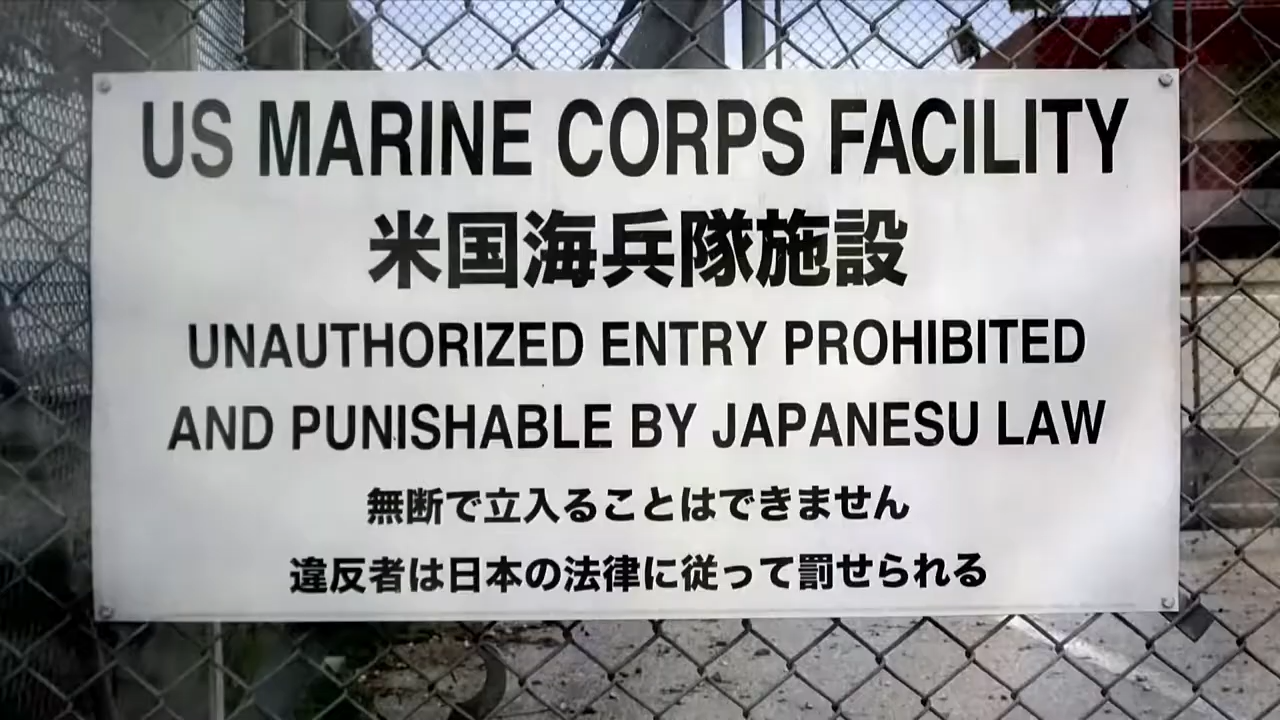 US MARINE CORPS FACILITY
米国海兵隊施設
UNAUTHORIZED ENTRY PROHIBITED
AND PUNISHABLE BY JAPANESU LAW
無断で立入ることはできません
違反者は日本の法律に従って罰せられる